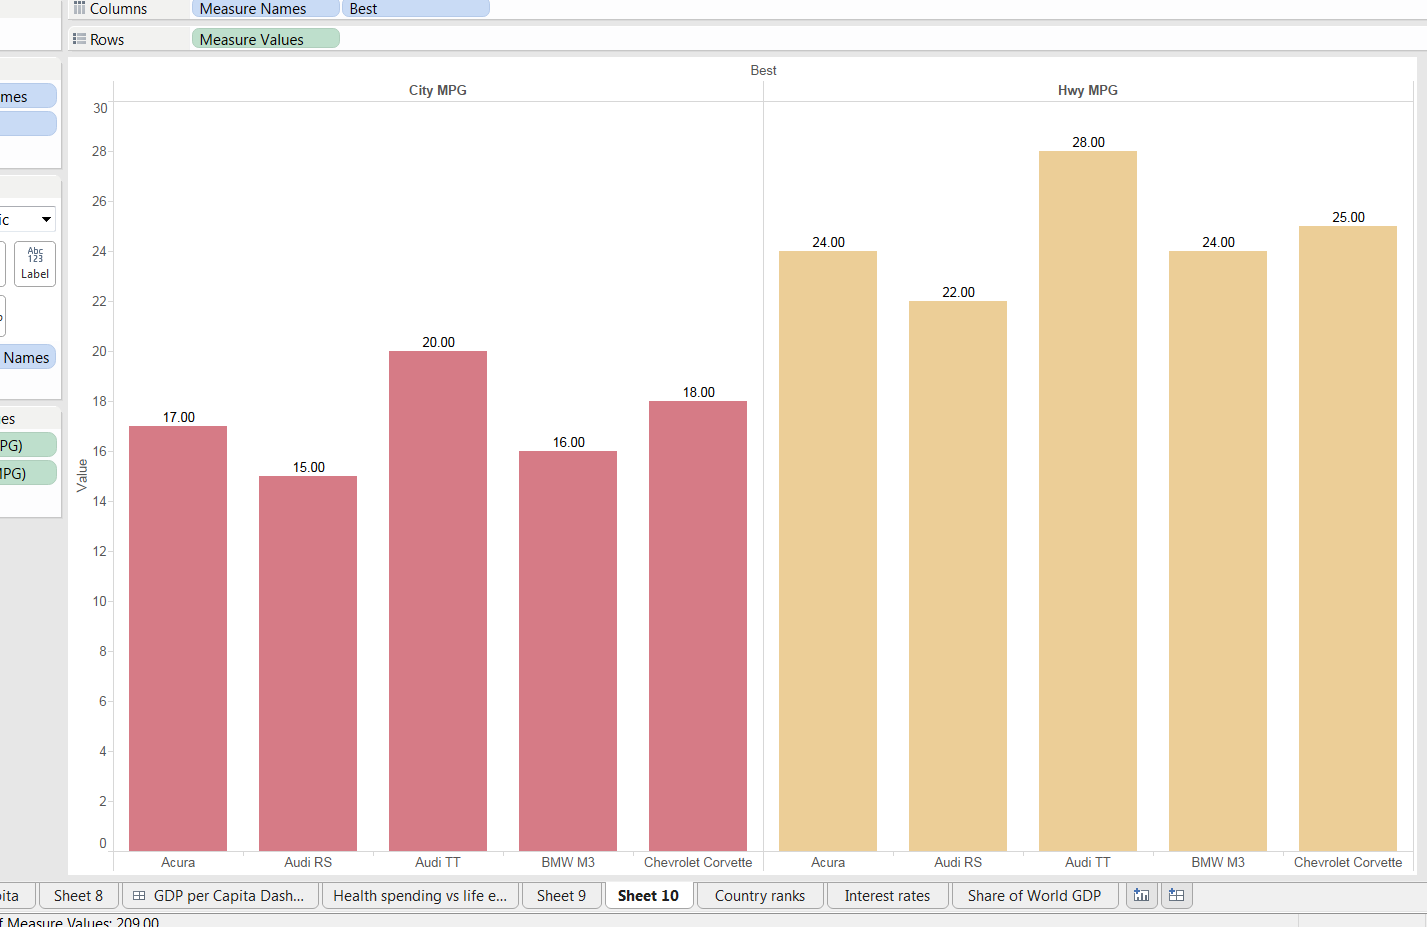 Columns Measure Names Best
Rows Measure Values
Best
City MPG Hwy MPG
mes
ic
Abc
123
Label
Names
es
PG)
MPG)
Value
30
28
26
24
22
20
18
16
14
12
10
8
6
4
2
0
17.00 15.00 20.00 16.00 18.00
24.00 22.00 28.00 24.00 25.00
Acura Audi RS Audi TT BMW M3 Chevrolet Corvette Acura Audi RS Audi TT BMW M3 Chevrolet Corvette
ita Sheet 8 GDP per Capita Dash... Health spending vs life e... Sheet 9 Sheet 10 Country ranks Interest rates Share of World GDP
f Measure Values: 209.00